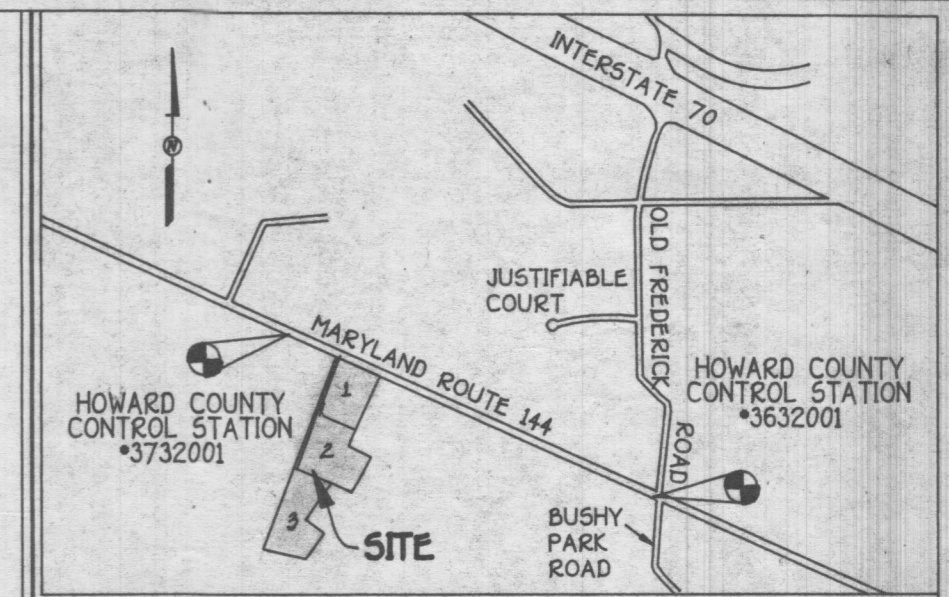 INTERSTATE 70
N
OLD FREDERICK ROAD
JUSTIFIABLE
COURT
MARYLAND ROUTE 144
HOWARD COUNTY
CONTROL STATION
•3732001
HOWARD COUNTY
CONTROL STATION
•3632001
1
2
3
SITE
BUSHY
PARK
ROAD